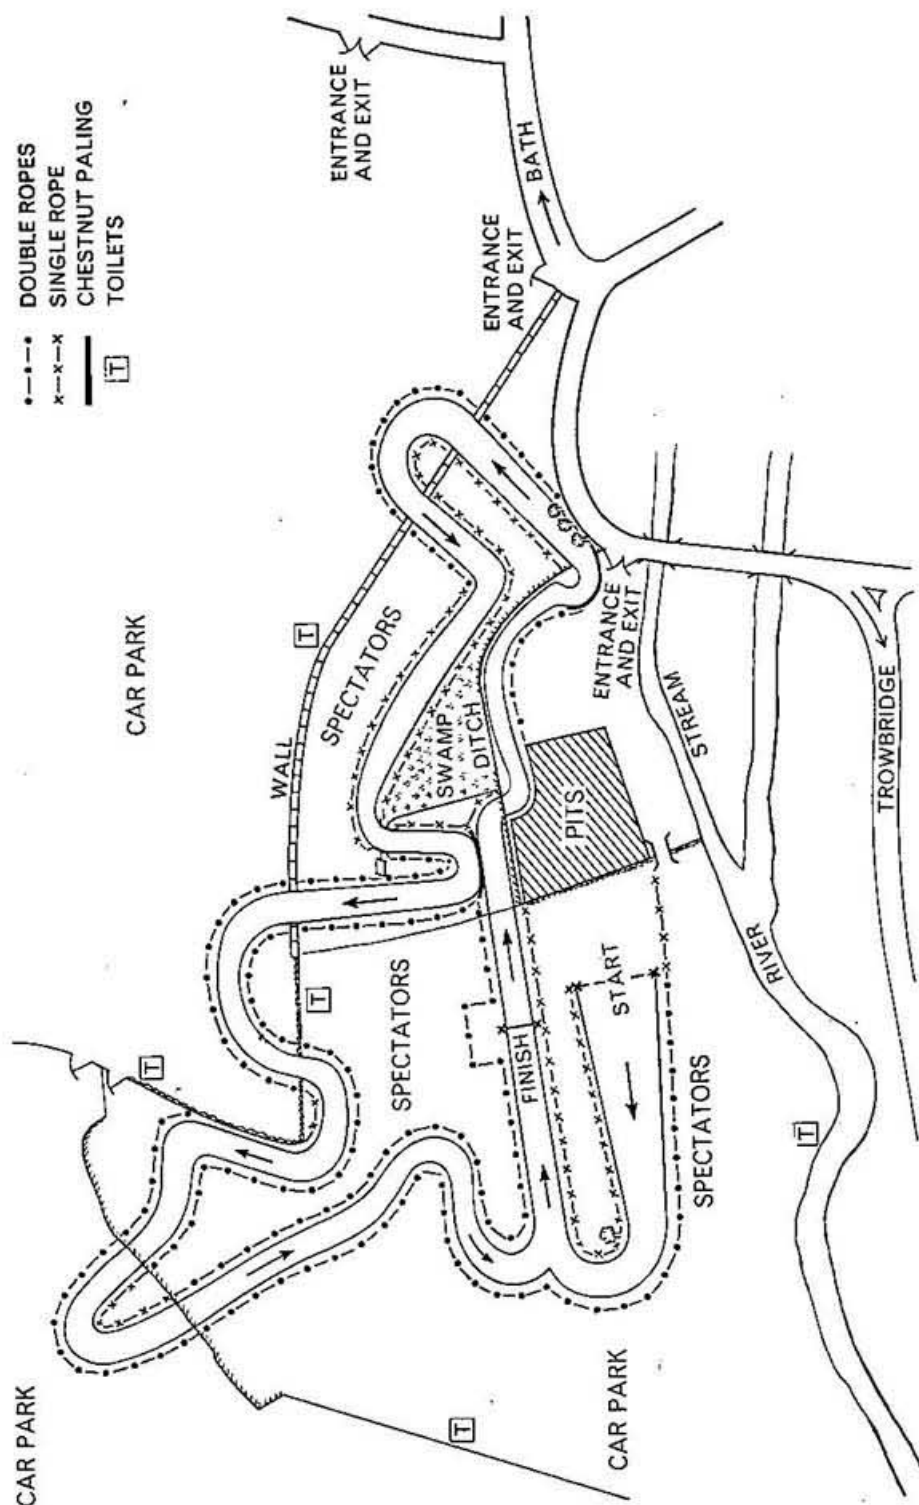 DOUBLE ROPES
SINGLE ROPE
CHESTNUT PALING
TOILETS
T
ENTRANCE
AND EXIT
BATH
ENTRANCE
AND EXIT
CAR PARK
T
SPECTATORS
WALL
SWAMP
DITCH
ENTRANCE
AND EXIT
PITS
STREAM
RIVER
TROWBRIDGE
T
SPECTATORS
START
FINISH
SPECTATORS
T
T
CAR PARK
T
CAR PARK